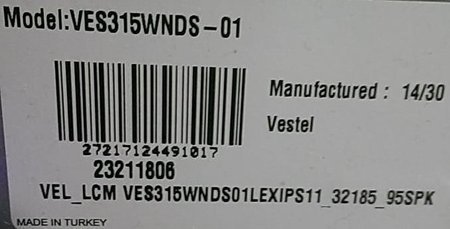 Model:VES315WNDS-01
Manufactured : 14/30
Vestel
27217124491017
23211806
VEL_LCM VES315WNDS01LEXIPS11_32185_95SPK
MADE IN TURKEY